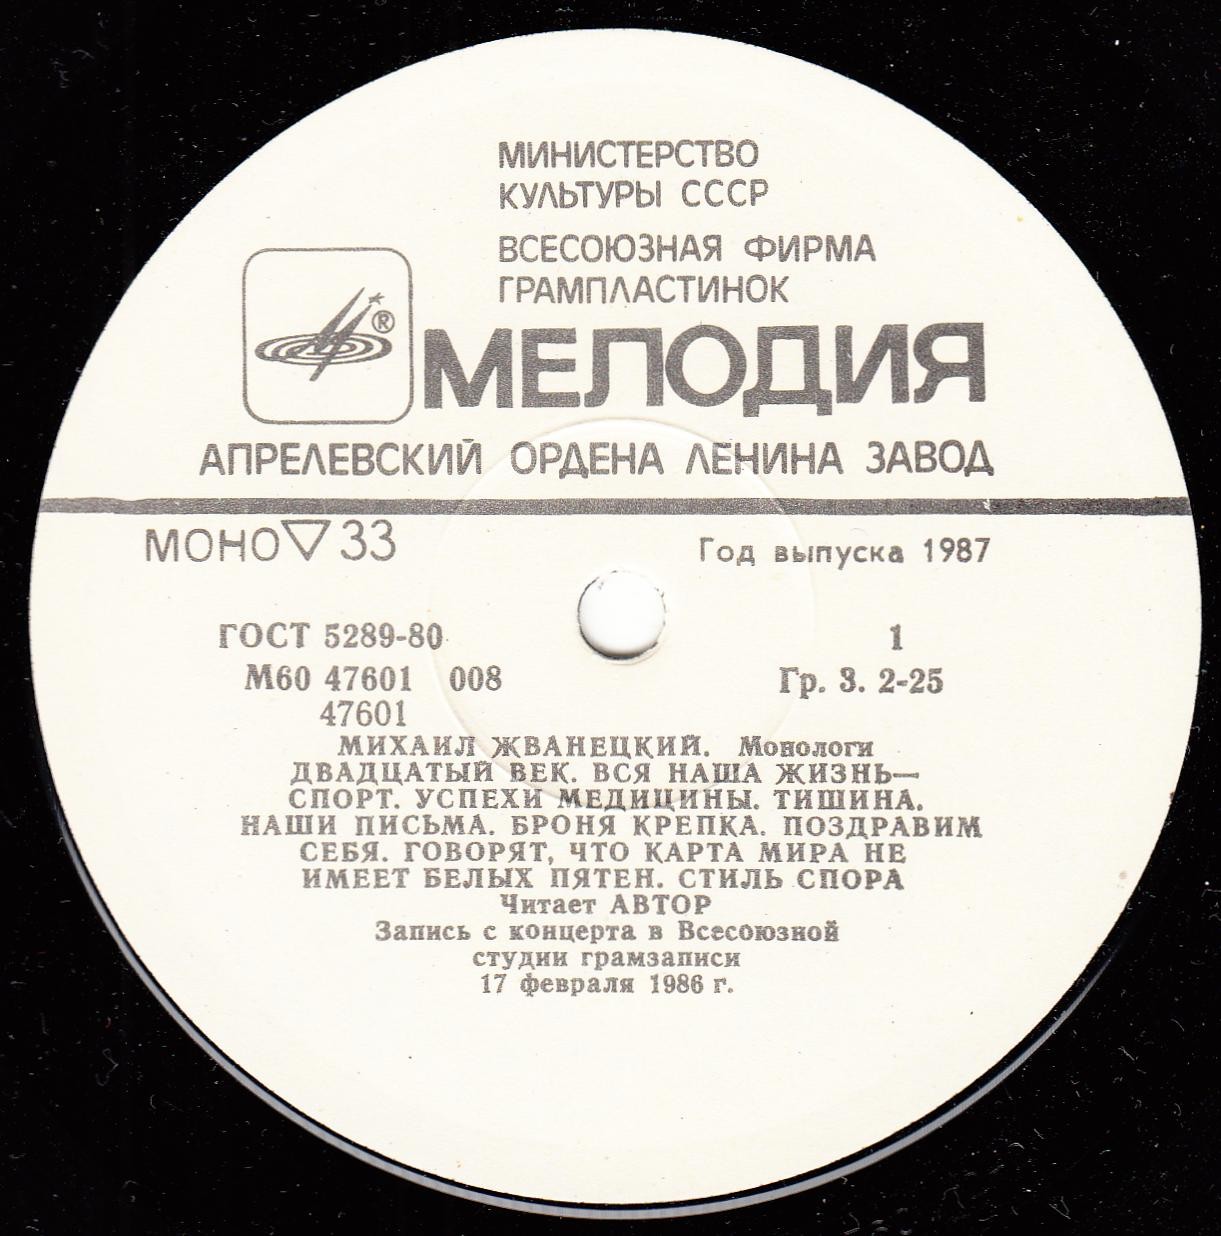 МИНИСТЕРСТВО
КУЛЬТУРЫ СССР
ВСЕСОЮЗНАЯ ФИРМА
ГРАМПЛАСТИНОК
®
МЕЛОДИЯ
АПРЕЛЕВСКИЙ ОРДЕНА ЛЕНИНА ЗАВОД
МОНО ▽ 33
Год выпуска 1987
ГОСТ 5289-80
1
М60 47601 008
Гр. 3. 2-25
47601
МИХАИЛ ЖВАНЕЦКИЙ. Монологи
ДВАДЦАТЫЙ ВЕК. ВСЯ НАША ЖИЗНЬ—
СПОРТ. УСПЕХИ МЕДИЦИНЫ. ТИШИНА.
НАШИ ПИСЬМА. БРОНЯ КРЕПКА. ПОЗДРАВИМ
СЕБЯ. ГОВОРЯТ, ЧТО КАРТА МИРА НЕ
ИМЕЕТ БЕЛЫХ ПЯТЕН. СТИЛЬ СПОРА
Читает АВТОР
Запись с концерта в Всесоюзной
студии грамзаписи
17 февраля 1986 г.